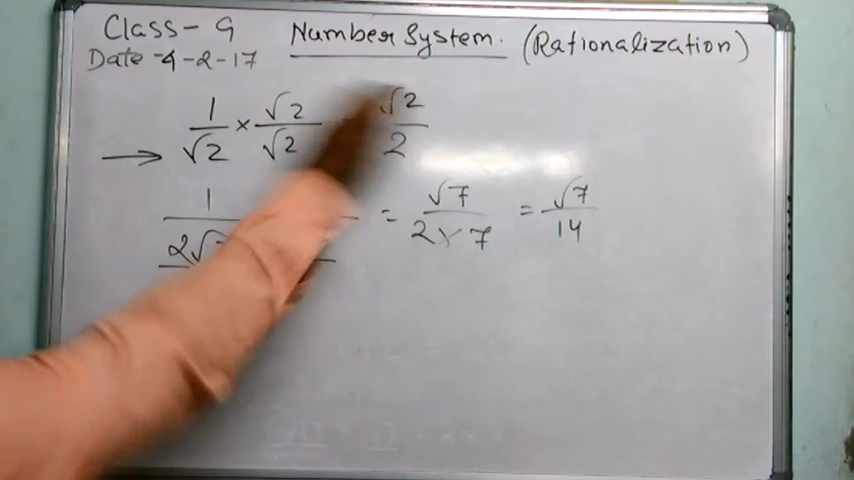 Class - 9 Number System. (Rationalization)
Date - 4-2-17
→ 1/√2 × √2/√2 √2/2
1/2√ = √7/2×7 = √7/14